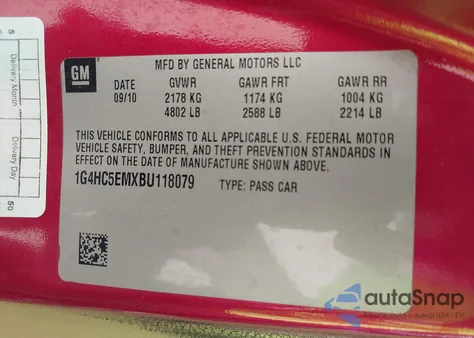 GM
MFD BY GENERAL MOTORS LLC
DATE GVWR GAWR FRT GAWR RR
09/10 2178 KG 1174 KG 1004 KG
4802 LB 2588 LB 2214 LB
THIS VEHICLE CONFORMS TO ALL APPLICABLE U.S. FEDERAL MOTOR
VEHICLE SAFETY, BUMPER, AND THEFT PREVENTION STANDARDS IN
EFFECT ON THE DATE OF MANUFACTURE SHOWN ABOVE.
1G4HC5EMXBU118079 TYPE: PASS CAR
5
Delivery Month
Delivery Day
50
autoSnap